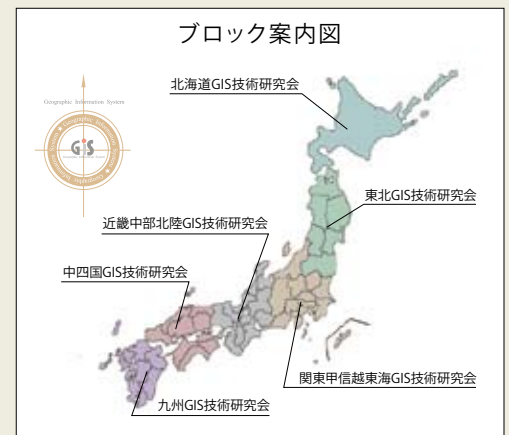 ブロック案内図
北海道GIS技術研究会
Geographic Information System
GiS
東北GIS技術研究会
近畿中部北陸GIS技術研究会
中四国GIS技術研究会
関東甲信越東海GIS技術研究会
九州GIS技術研究会